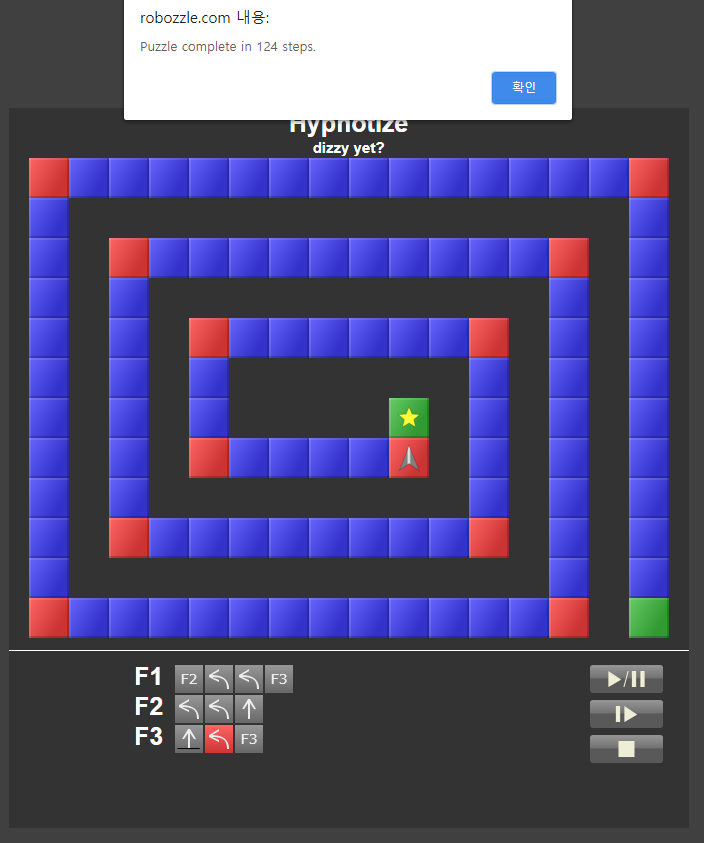 robozzle.com 내용:
Puzzle complete in 124 steps.
확인
Hypnotize
dizzy yet?
F1 F2 F3
F2
F3 F3